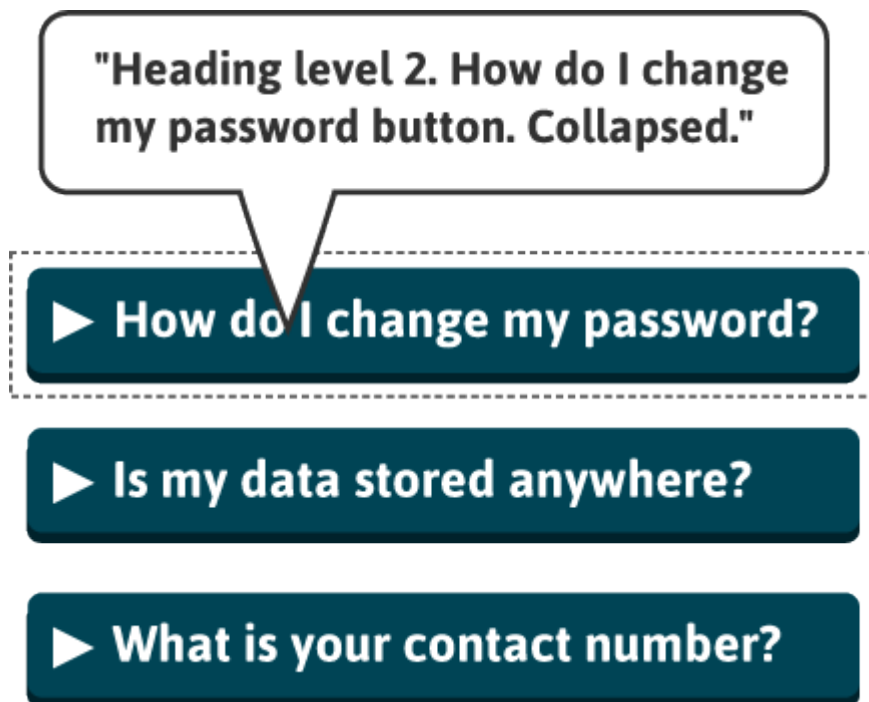 "Heading level 2. How do I change
my password button. Collapsed."
How do I change my password?
Is my data stored anywhere?
What is your contact number?